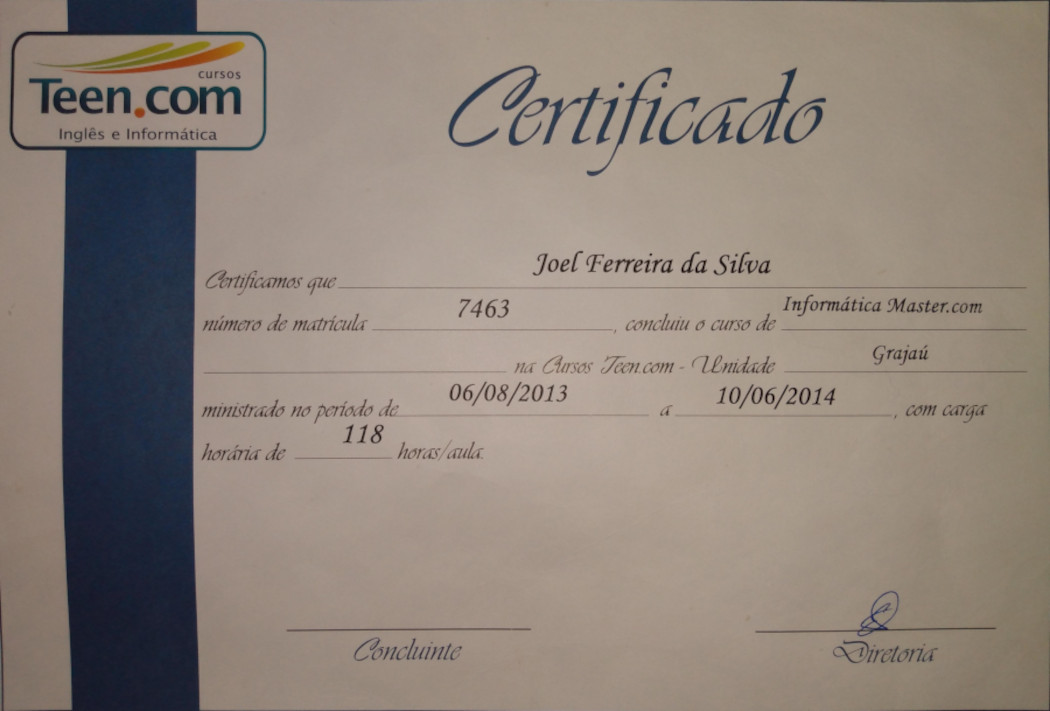 cursos
Teen.com
Inglês e Informática
Certificado
Certificamos que Joel Ferreira da Silva
número de matrícula 7463, concluiu o curso de Informática Master.com
na Cursos Teen.com - Unidade Grajaú
ministrado no período de 06/08/2013 a 10/06/2014, com carga
horária de 118 horas/aula.
Concluinte
Diretoria